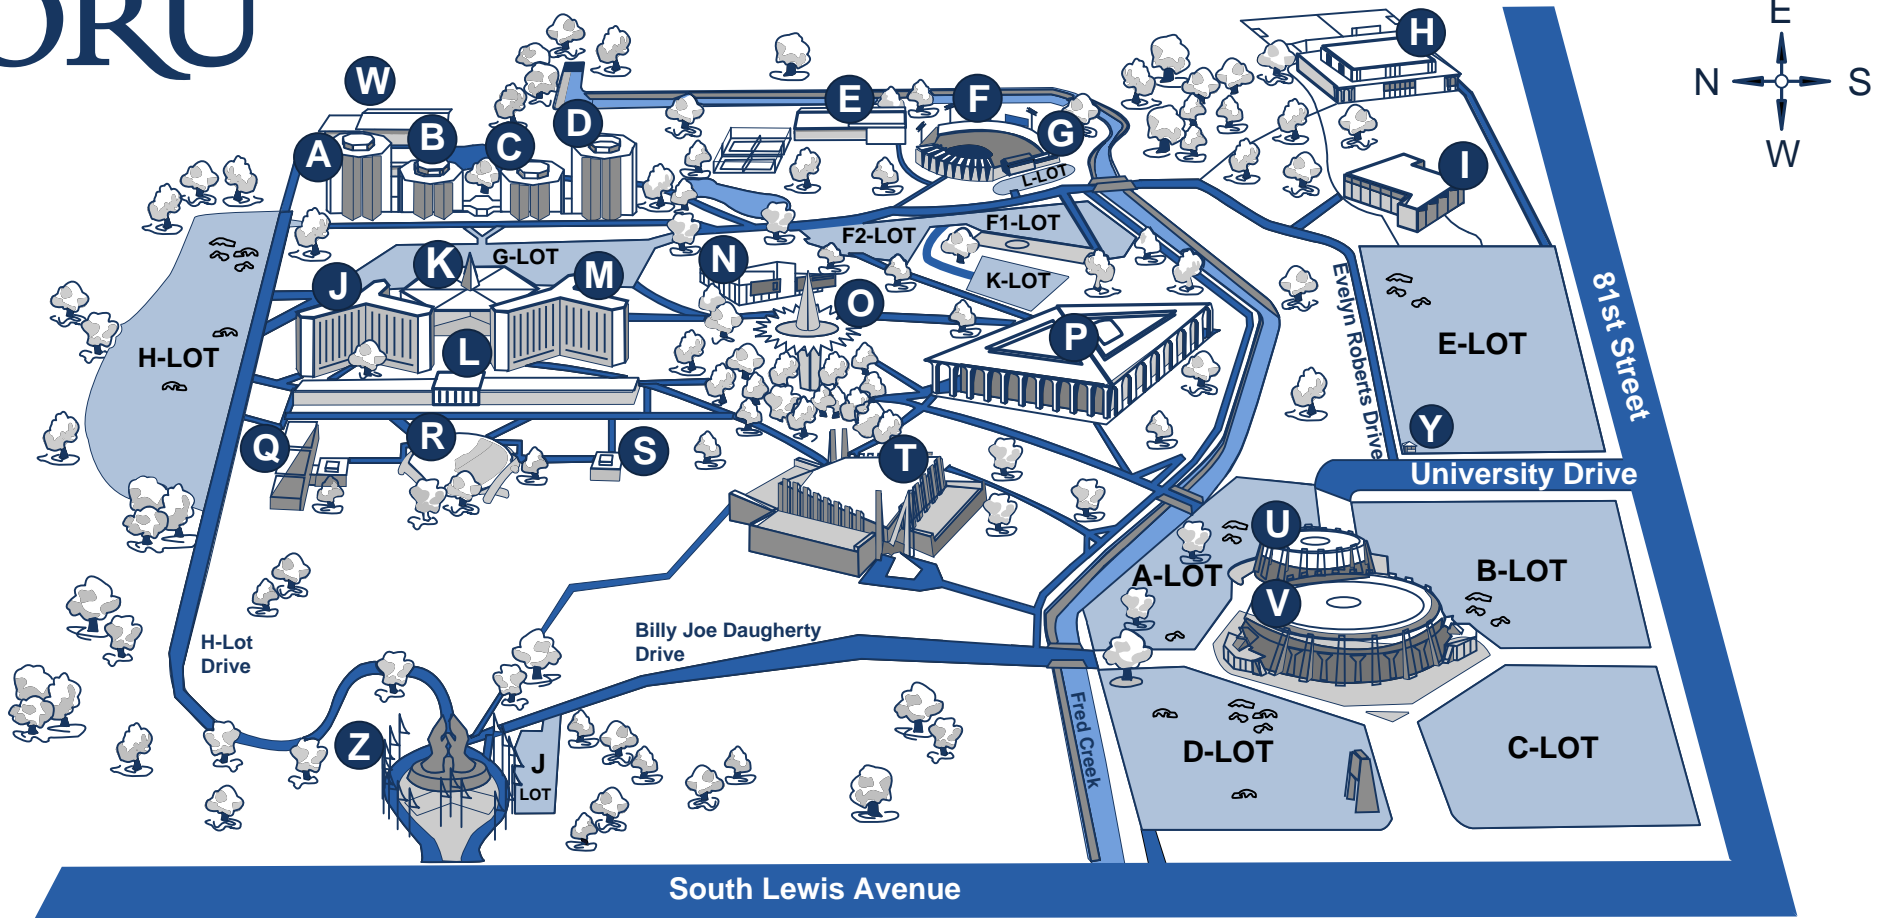 ORU
E
N S
W
H
W
E
F
D
G
B
C
A
I
L-LOT
F1-LOT
F2-LOT
G-LOT
K
N
M
J
K-LOT
O
P
81st Street
Evelyn Roberts Drive
E-LOT
H-LOT
L
Y
R
Q
S
T
University Drive
U
A-LOT
B-LOT
V
H-Lot
Drive
Billy Joe Daugherty
Drive
Fred Creek
Z
J
LOT
D-LOT
C-LOT
South Lewis Avenue